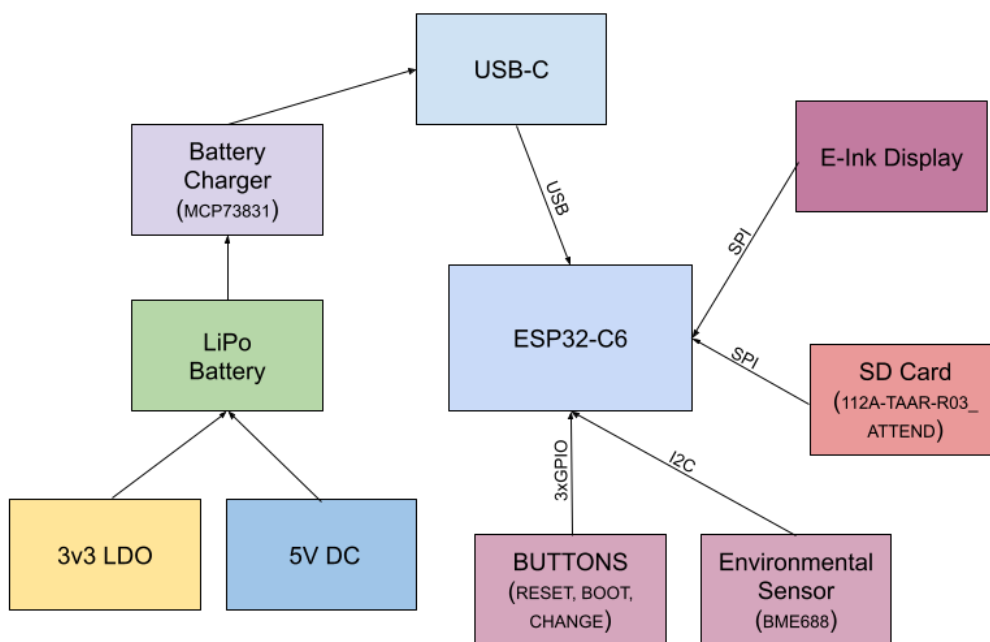 USB-C
Battery
Charger
(MCP73831)
E-Ink Display
USB
SPI
ESP32-C6
LiPo
Battery
SPI
SD Card
(112A-TAAR-R03_
ATTEND)
3xGPIO
I2C
3v3 LDO
5V DC
BUTTONS
(RESET, BOOT,
CHANGE)
Environmental
Sensor
(BME688)